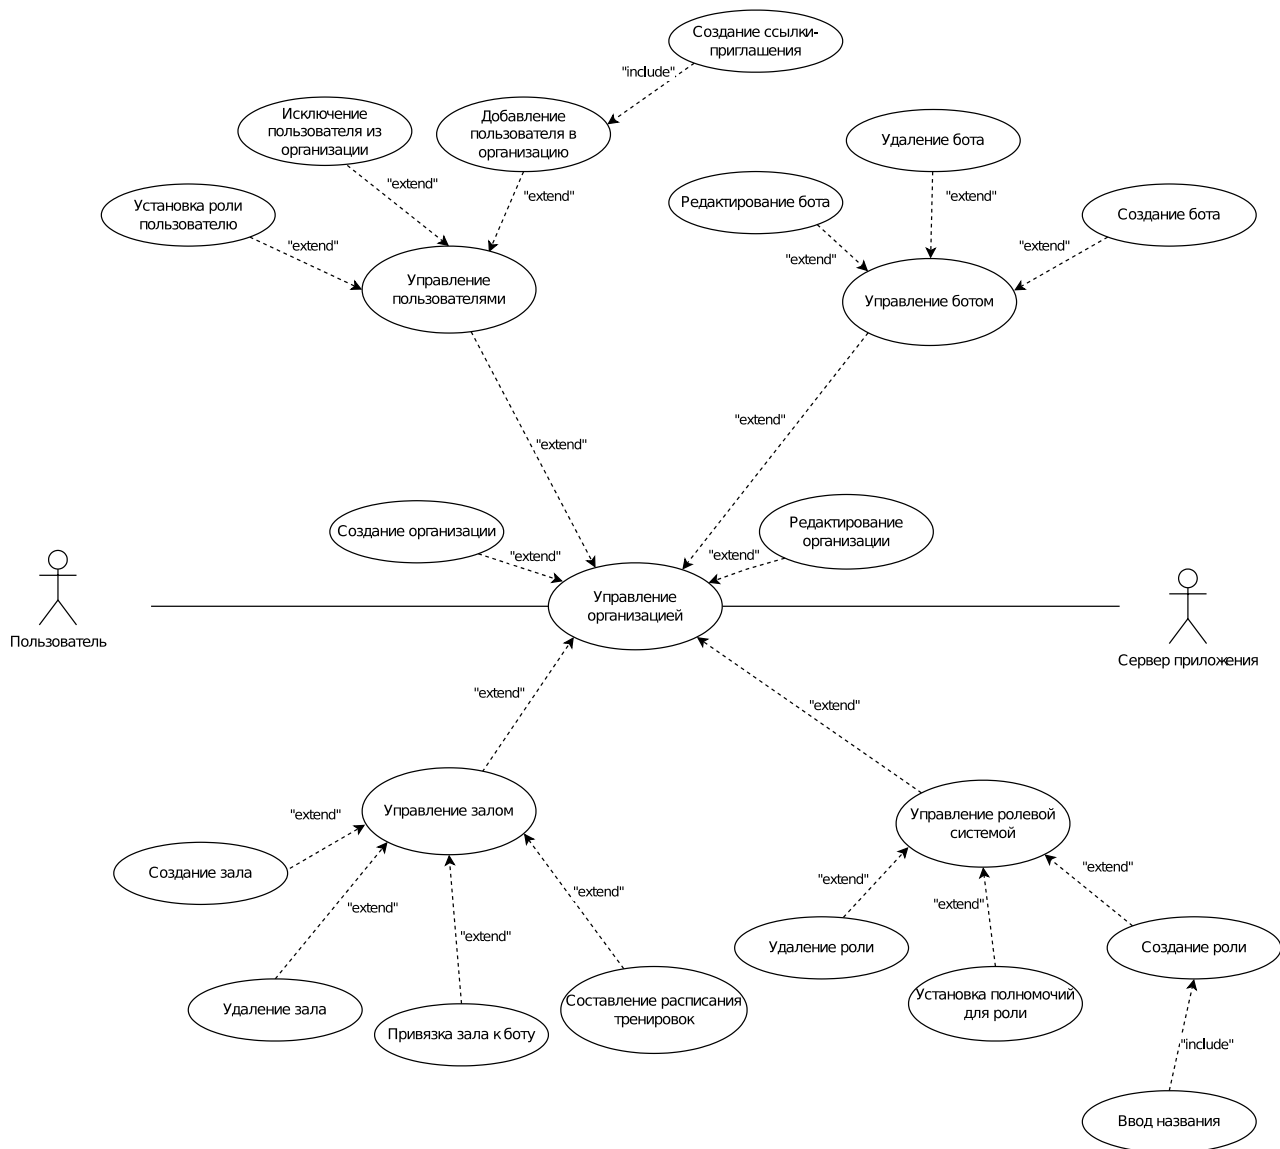 Создание ссылки-
приглашения
"include"
Исключение
пользователя из
организации
Добавление
пользователя в
организацию
Удаление бота
"extend"
"extend"
"extend"
Редактирование бота
Установка роли
пользователю
Создание бота
"extend"
"extend"
"extend"
Управление
пользователями
Управление ботом
"extend"
"extend"
Создание организации
Редактирование
организации
"extend"
"extend"
Управление
организацией
Пользователь
Сервер приложения
"extend"
"extend"
Управление залом
Управление ролевой
системой
"extend"
Создание зала
"extend"
"extend"
"extend"
"extend"
"extend"
"extend"
"extend"
Удаление роли
Создание роли
Удаление зала
Привязка зала к боту
Составление расписания
тренировок
Установка полномочий
для роли
"include"
Ввод названия